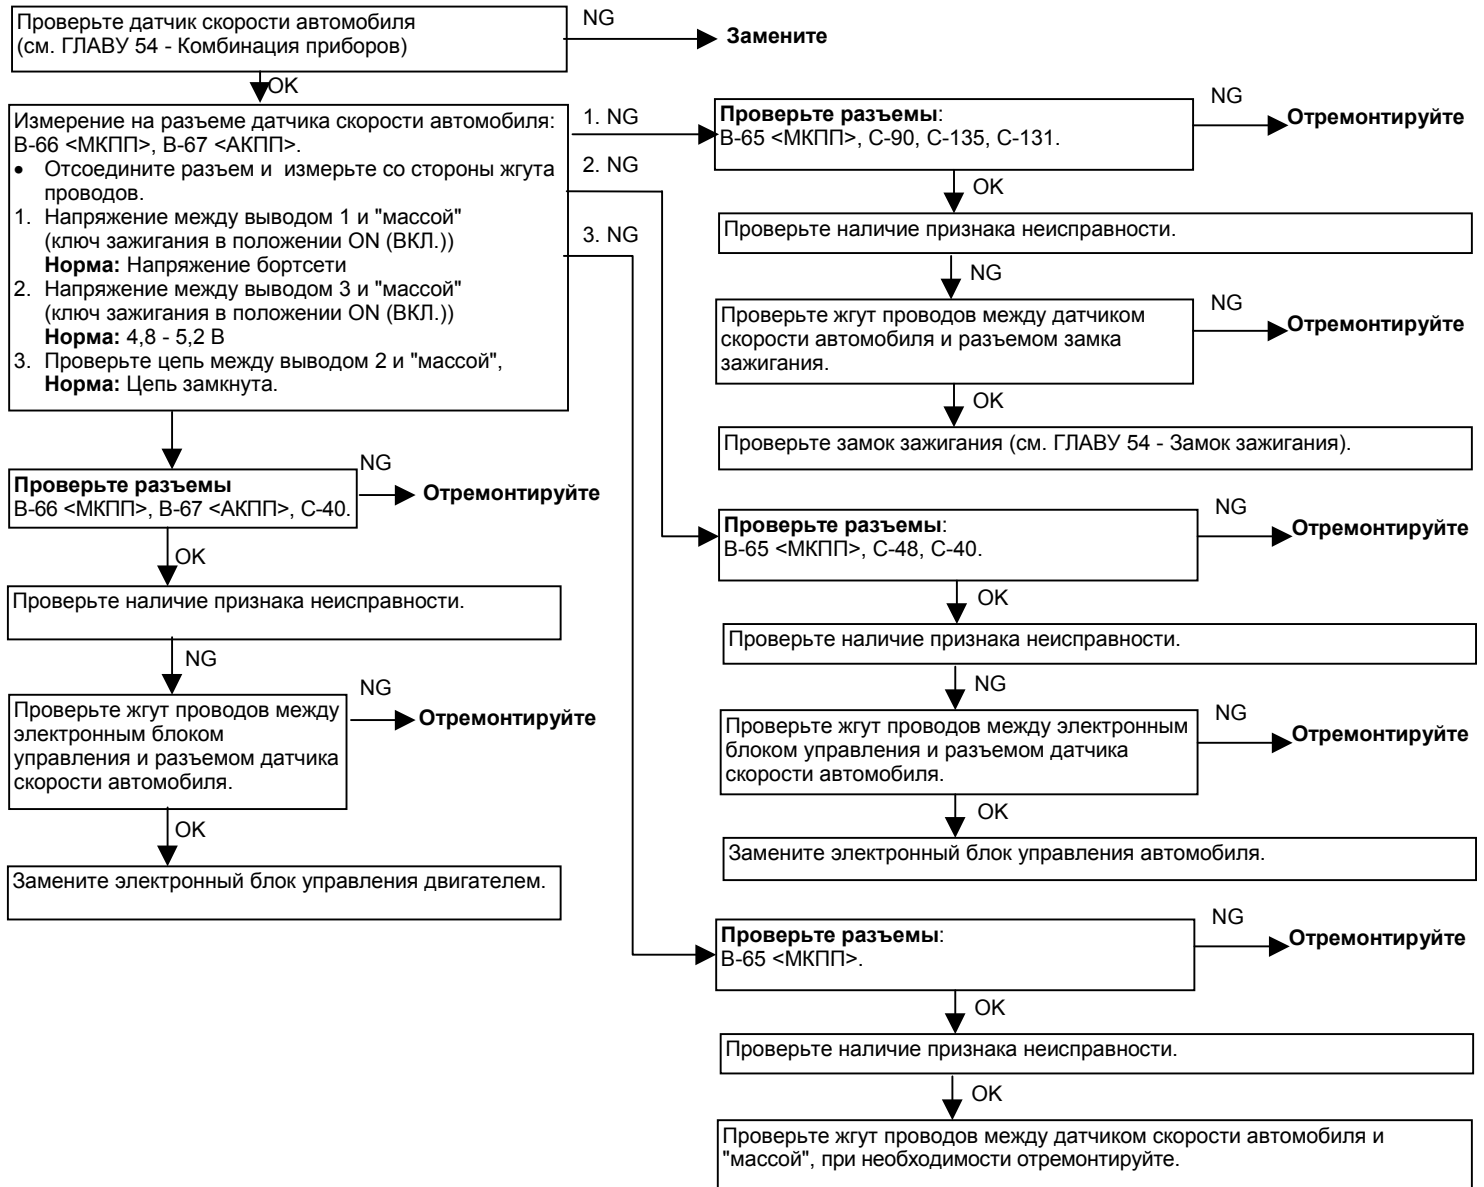 Проверьте датчик скорости автомобиля
(см. ГЛАВУ 54 - Комбинация приборов)
NG
Замените
OK
Измерение на разъеме датчика скорости автомобиля:
В-66 <МКПП>, В-67 <АКПП>.
• Отсоедините разъем и измерьте со стороны жгута
проводов.
1. Напряжение между выводом 1 и "массой"
(ключ зажигания в положении ON (ВКЛ.))
Норма: Напряжение бортсети
2. Напряжение между выводом 3 и "массой"
(ключ зажигания в положении ON (ВКЛ.))
Норма: 4,8 - 5,2 В
3. Проверьте цепь между выводом 2 и "массой",
Норма: Цепь замкнута.
1. NG
2. NG
3. NG
Проверьте разъемы
В-66 <МКПП>, В-67 <АКПП>, С-40.
NG
Отремонтируйте
OK
Проверьте наличие признака неисправности.
NG
Проверьте жгут проводов между
электронным блоком
управления и разъемом датчика
скорости автомобиля.
NG
Отремонтируйте
OK
Замените электронный блок управления двигателем.
Проверьте разъемы:
В-65 <МКПП>, С-90, С-135, С-131.
NG
Отремонтируйте
OK
Проверьте наличие признака неисправности.
NG
Проверьте жгут проводов между датчиком
скорости автомобиля и разъемом замка
зажигания.
NG
Отремонтируйте
OK
Проверьте замок зажигания (см. ГЛАВУ 54 - Замок зажигания).
Проверьте разъемы:
В-65 <МКПП>, С-48, С-40.
NG
Отремонтируйте
OK
Проверьте наличие признака неисправности.
NG
Проверьте жгут проводов между электронным
блоком управления и разъемом датчика
скорости автомобиля.
NG
Отремонтируйте
OK
Замените электронный блок управления автомобиля.
Проверьте разъемы:
В-65 <МКПП>.
NG
Отремонтируйте
OK
Проверьте наличие признака неисправности.
OK
Проверьте жгут проводов между датчиком скорости автомобиля и
"массой", при необходимости отремонтируйте.